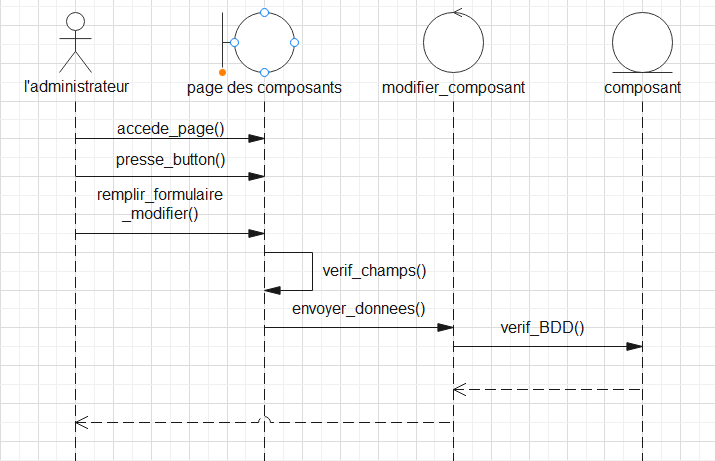 l'administrateur
page des composants
modifier_composant
composant
accede_page()
presse_button()
remplir_formulaire
_modifier()
verif_champs()
envoyer_donnees()
verif_BDD()